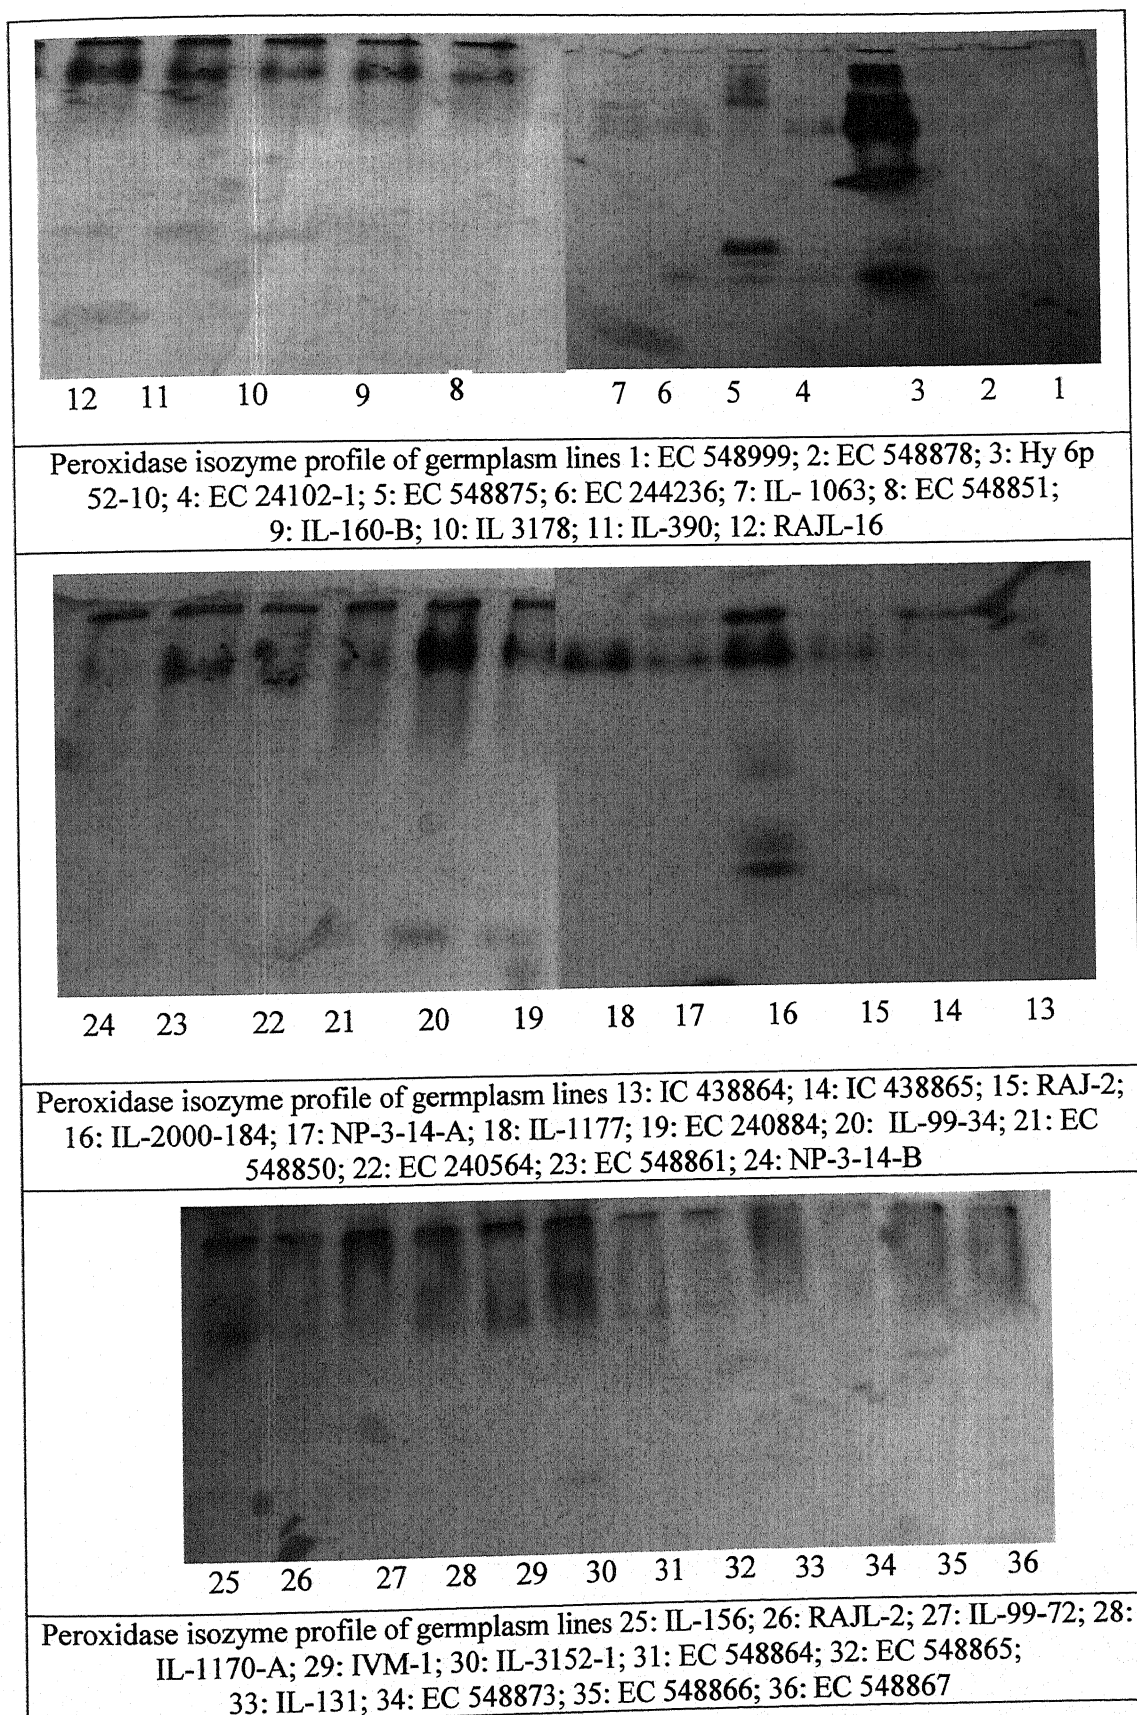 12 11 10 9 8 7 6 5 4 3 2 1
Peroxidase isozyme profile of germplasm lines 1: EC 548999; 2: EC 548878; 3: Hy 6p
52-10; 4: EC 24102-1; 5: EC 548875; 6: EC 244236; 7: IL- 1063; 8: EC 548851;
9: IL-160-B; 10: IL 3178; 11: IL-390; 12: RAJL-16
24 23 22 21 20 19 18 17 16 15 14 13
Peroxidase isozyme profile of germplasm lines 13: IC 438864; 14: IC 438865; 15: RAJ-2;
16: IL-2000-184; 17: NP-3-14-A; 18: IL-1177; 19: EC 240884; 20: IL-99-34; 21: EC
548850; 22: EC 240564; 23: EC 548861; 24: NP-3-14-B
25 26 27 28 29 30 31 32 33 34 35 36
Peroxidase isozyme profile of germplasm lines 25: IL-156; 26: RAJL-2; 27: IL-99-72; 28:
IL-1170-A; 29: IVM-1; 30: IL-3152-1; 31: EC 548864; 32: EC 548865;
33: IL-131; 34: EC 548873; 35: EC 548866; 36: EC 548867